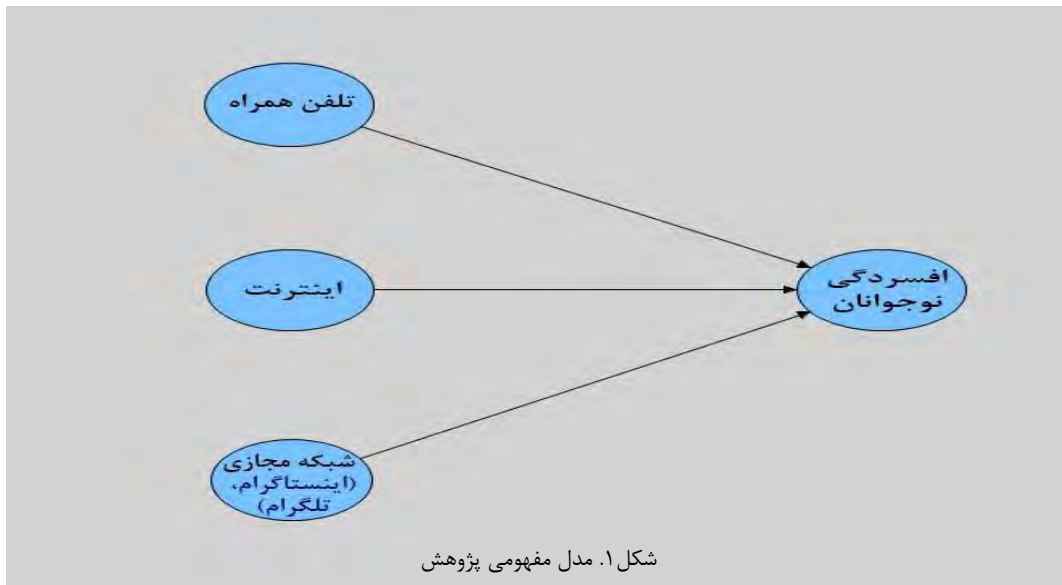 تلفن همراه
اینترنت
افسردگی
نوجوانان
شبکه مجازی
(اینستاگرام،
تلگرام)
شکل۱. مدل مفهومی پژوهش